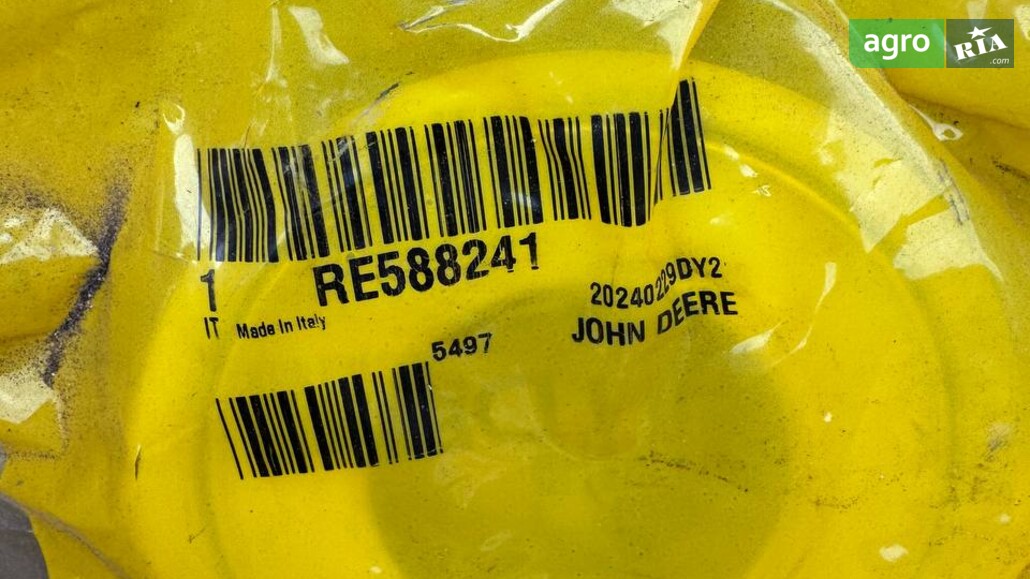 agro RIA .com
1 RE588241
20240229DY2
IT Made In Italy
JOHN DEERE
5497